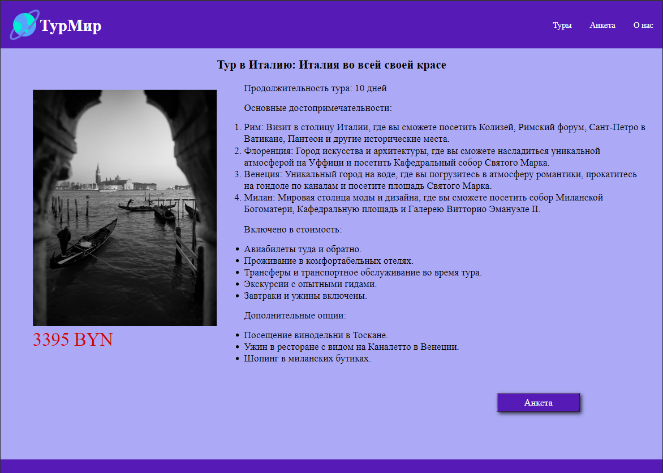 ТурМир
Туры Анкета О нас
Тур в Италию: Италия во всей своей красе
Продолжительность тура: 10 дней
Основные достопримечательности:
1. Рим: Визит в столицу Италии, где вы сможете посетить Колизей, Римский форум, Сант-Петро в
Ватикане, Пантеон и другие исторические места.
2. Флоренция: Город искусства и архитектуры, где вы сможете насладиться уникальной
атмосферой на Уффици и посетить Кафедральный собор Святого Марка.
3. Венеция: Уникальный город на воде, где вы погрузитесь в атмосферу романтики, прокатитесь
на гондоле по каналам и посетите площадь Святого Марка.
4. Милан: Мировая столица моды и дизайна, где вы сможете посетить собор Миланской
Богоматери, Кафедральную площадь и Галерею Витторио Эмануэле II.
Включено в стоимость:
• Авиабилеты туда и обратно.
• Проживание в комфортабельных отелях.
• Трансферы и транспортное обслуживание во время тура.
• Экскурсии с опытными гидами.
• Завтраки и ужины включены.
Дополнительные опции:
• Посещение винодельни в Тоскане.
• Ужин в ресторане с видом на Каналетто в Венеции.
• Шопинг в миланских бутиках.
3395 BYN
Анкета